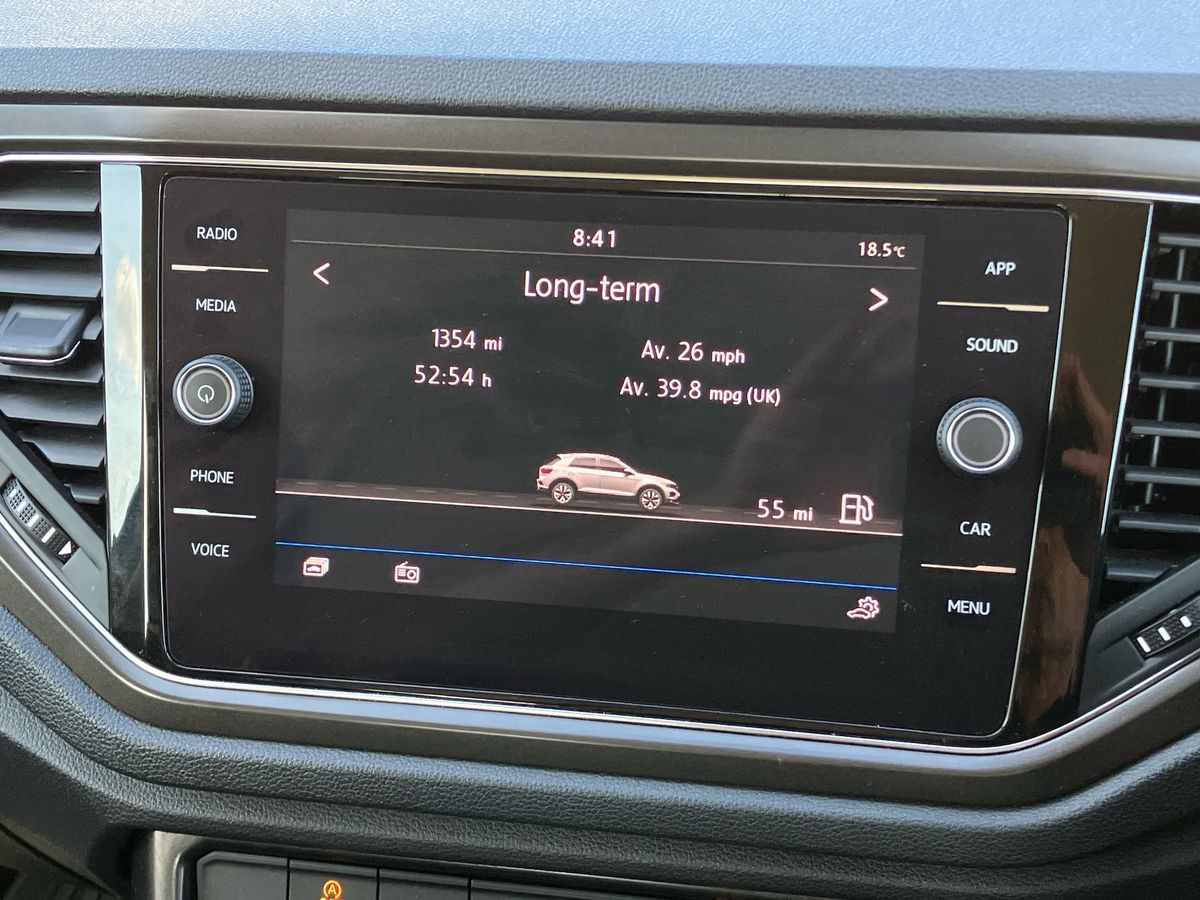 RADIO
MEDIA
PHONE
VOICE
8:41
18.5°C
<
Long-term
>
1354 mi
Av. 26 mph
52:54 h
Av. 39.8 mpg (UK)
55 mi
APP
SOUND
CAR
MENU
A